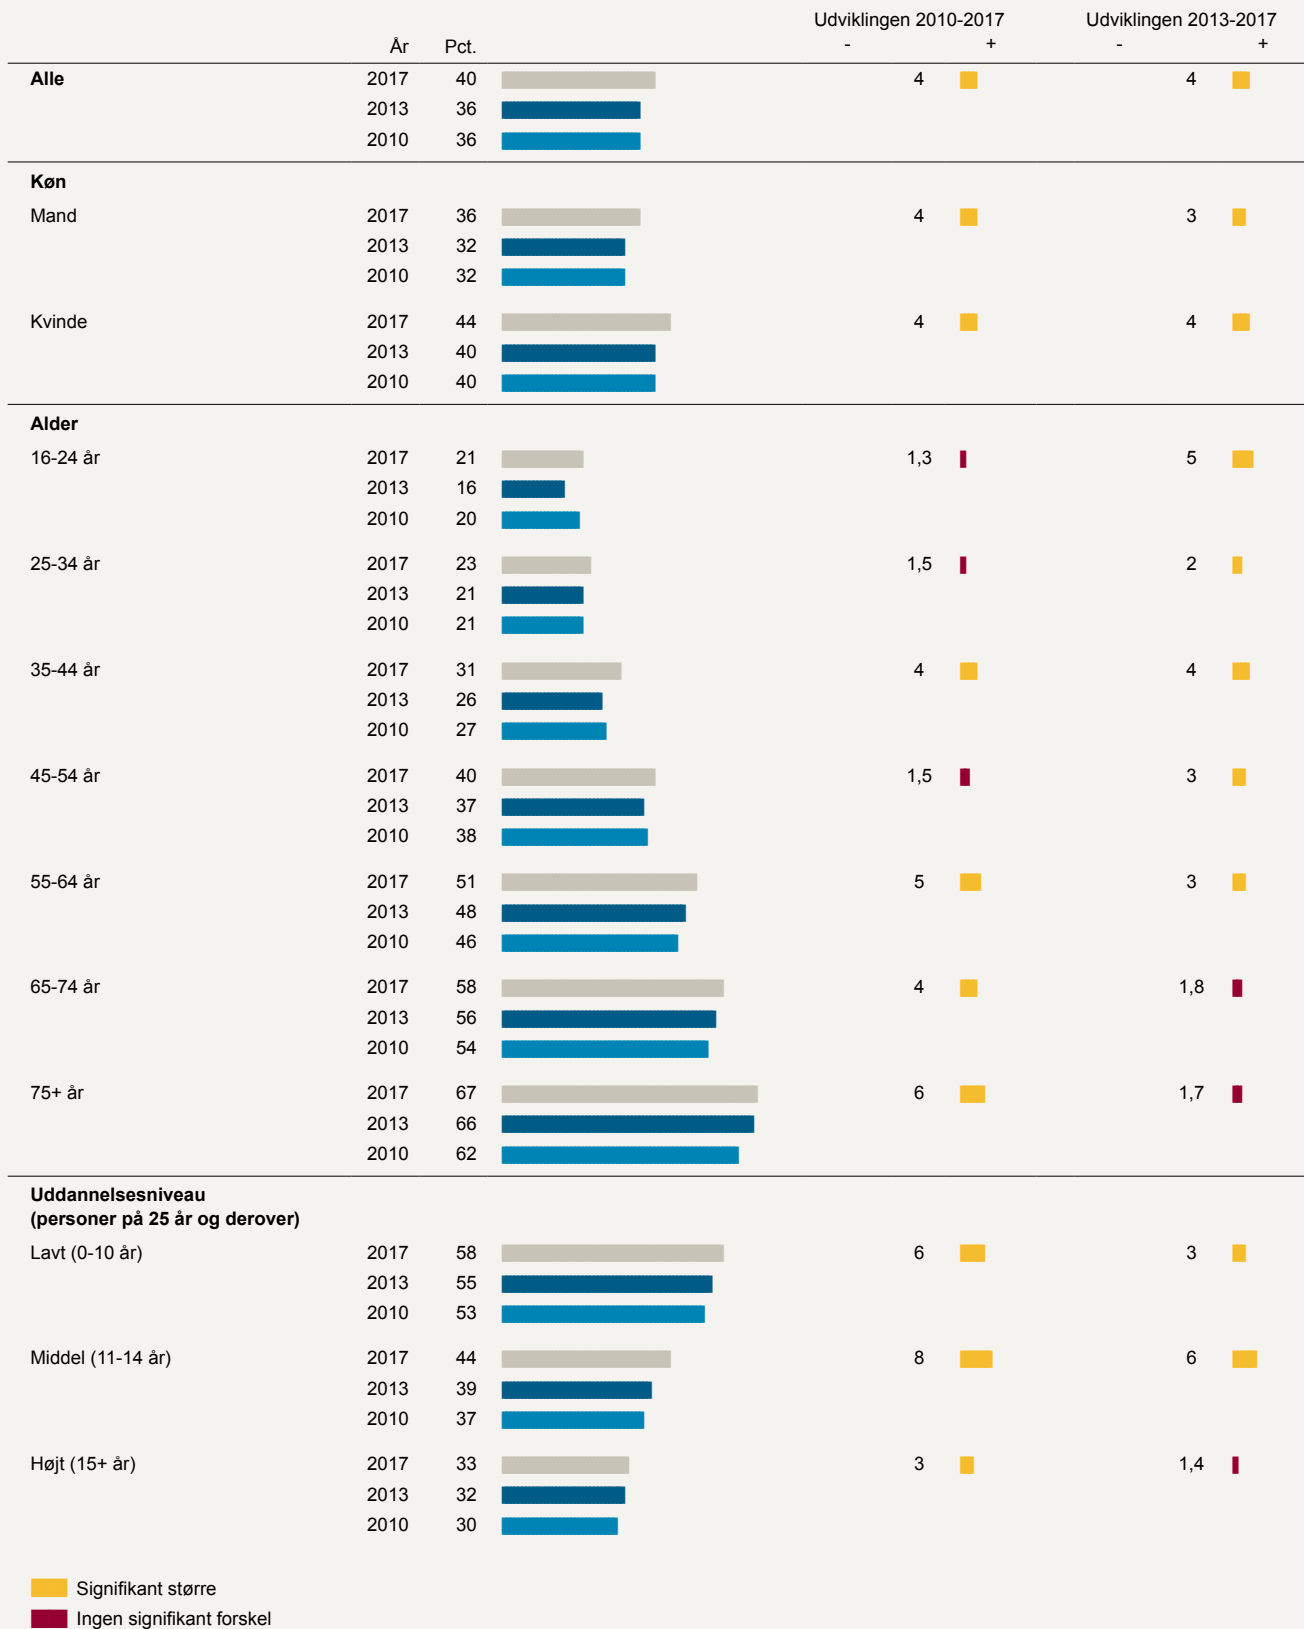 Udviklingen 2010-2017 Udviklingen 2013-2017
År Pct. - + - +
Alle 2017 40 4 4
2013 36
2010 36
Køn
Mand 2017 36 4 3
2013 32
2010 32
Kvinde 2017 44 4 4
2013 40
2010 40
Alder
16-24 år 2017 21 1,3 5
2013 16
2010 20
25-34 år 2017 23 1,5 2
2013 21
2010 21
35-44 år 2017 31 4 4
2013 26
2010 27
45-54 år 2017 40 1,5 3
2013 37
2010 38
55-64 år 2017 51 5 3
2013 48
2010 46
65-74 år 2017 58 4 1,8
2013 56
2010 54
75+ år 2017 67 6 1,7
2013 66
2010 62
Uddannelsesniveau
(personer på 25 år og derover)
Lavt (0-10 år) 2017 58 6 3
2013 55
2010 53
Middel (11-14 år) 2017 44 8 6
2013 39
2010 37
Højt (15+ år) 2017 33 3 1,4
2013 32
2010 30
Signifikant større
Ingen signifikant forskel